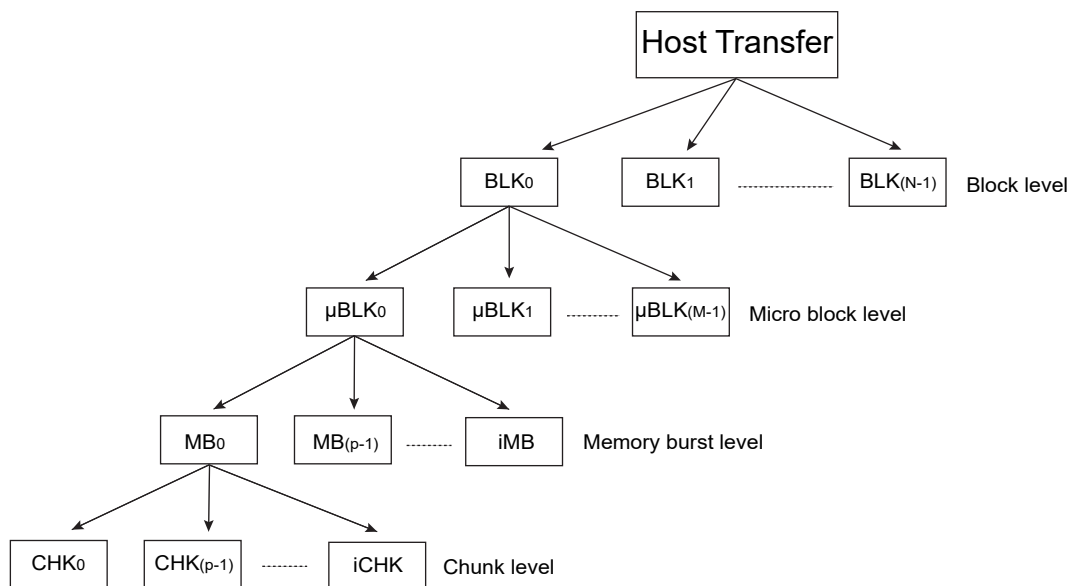 Host Transfer
BLK0
BLK1
BLK(N-1)
Block level
µBLK0
µBLK1
µBLK(M-1)
Micro block level
MB0
MB(p-1)
iMB
Memory burst level
CHK0
CHK(p-1)
iCHK
Chunk level